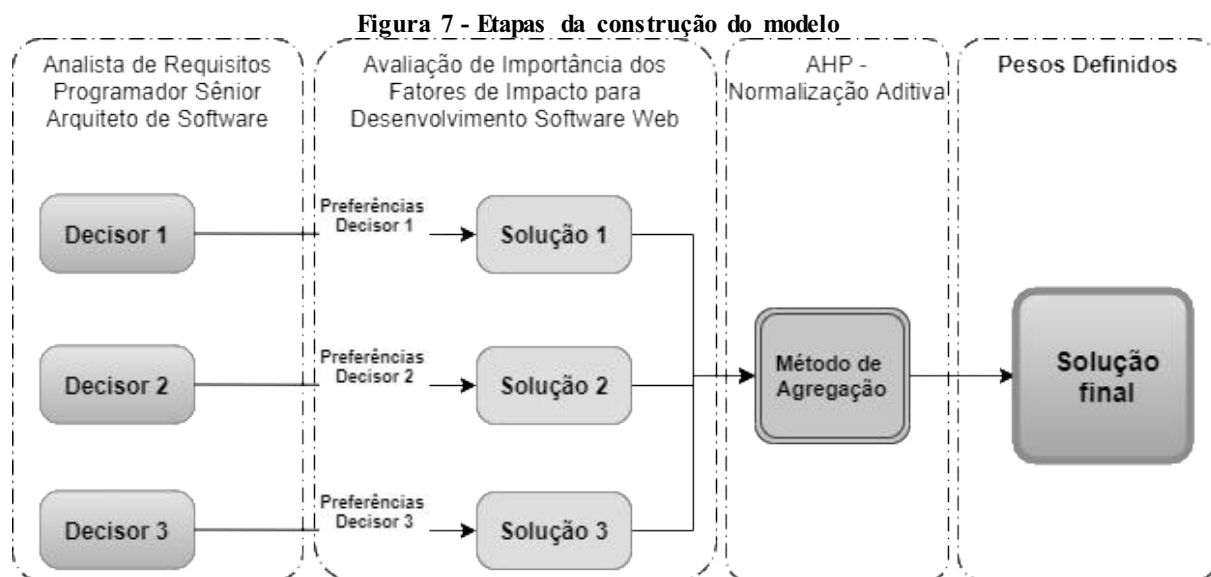 Figura 7 - Etapas da construção do modelo
Analista de Requisitos
Programador Sênior
Arquiteto de Software
Avaliação de Importância dos
Fatores de Impacto para
Desenvolvimento Software Web
AHP -
Normalização Aditiva
Pesos Definidos
Decisor 1
Preferências
Decisor 1
Solução 1
Decisor 2
Preferências
Decisor 2
Solução 2
Decisor 3
Preferências
Decisor 3
Solução 3
Método de
Agregação
Solução
final